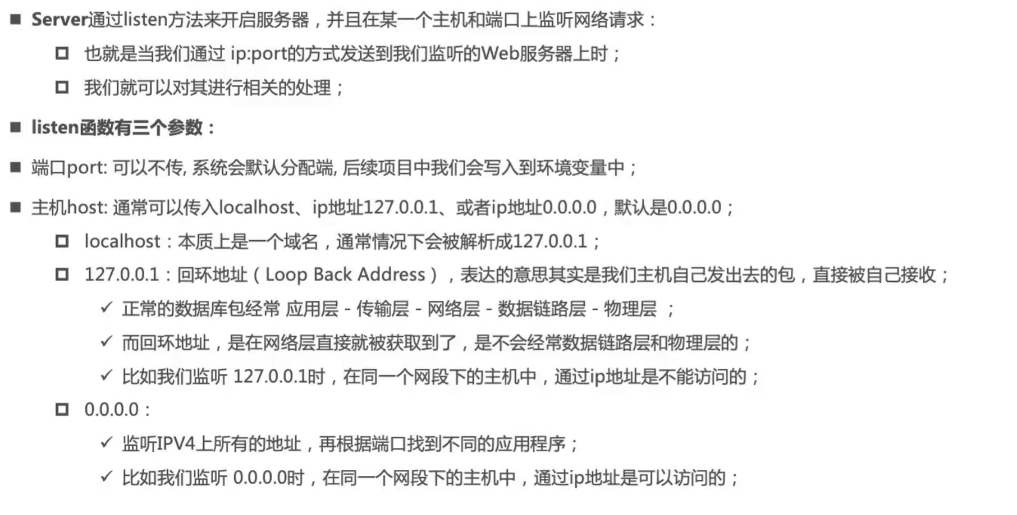 ■ Server通过listen方法来开启服务器，并且在某一个主机和端口上监听网络请求：
□ 也就是当我们通过 ip:port的方式发送到我们监听的Web服务器上时；
□ 我们就可以对其进行相关的处理；
■ listen函数有三个参数：
■ 端口port: 可以不传, 系统会默认分配端, 后续项目中我们会写入到环境变量中；
■ 主机host: 通常可以传入localhost、ip地址127.0.0.1、或者ip地址0.0.0.0，默认是0.0.0.0；
□ localhost：本质上是一个域名，通常情况下会被解析成127.0.0.1；
□ 127.0.0.1：回环地址（Loop Back Address），表达的意思其实是我们主机自己发出去的包，直接被自己接收；
✓ 正常的数据库包经常 应用层 - 传输层 - 网络层 - 数据链路层 - 物理层 ；
✓ 而回环地址，是在网络层直接就被获取到了，是不会经常数据链路层和物理层的；
✓ 比如我们监听 127.0.0.1时，在同一个网段下的主机中，通过ip地址是不能访问的；
□ 0.0.0.0：
✓ 监听IPV4上所有的地址，再根据端口找到不同的应用程序；
✓ 比如我们监听 0.0.0.0时，在同一个网段下的主机中，通过ip地址是可以访问的；